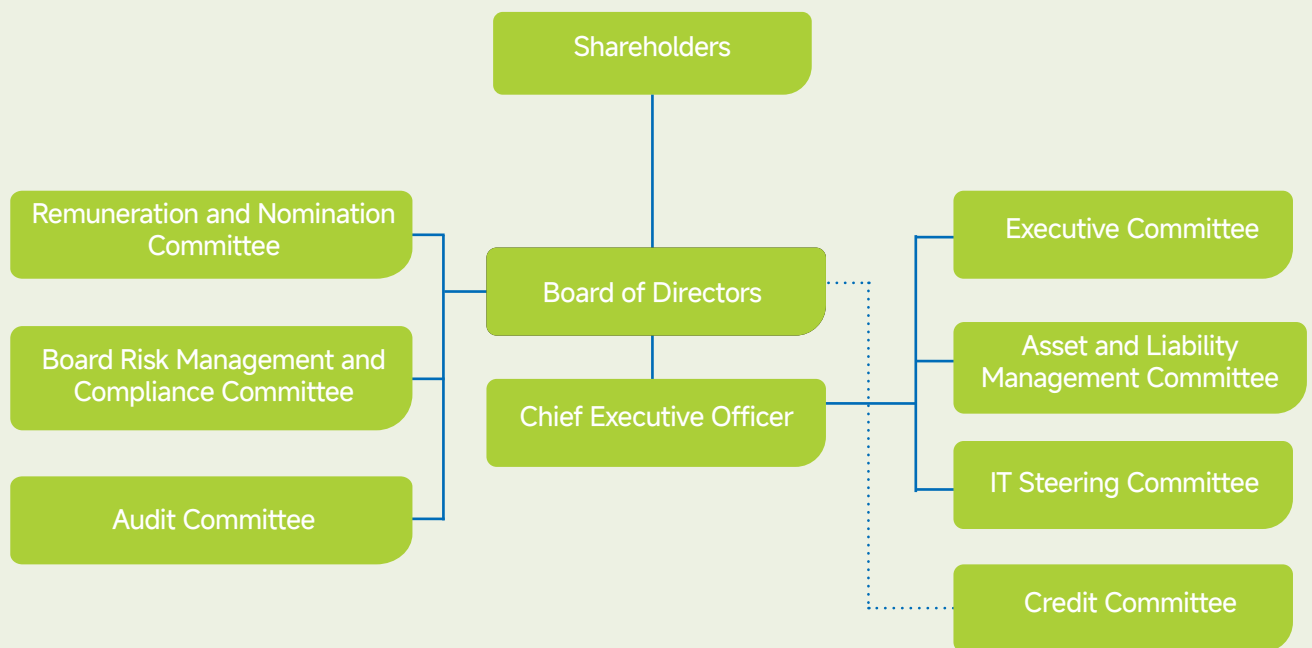 Shareholders
Remuneration and Nomination
Committee
Board Risk Management and
Compliance Committee
Audit Committee
Board of Directors
Chief Executive Officer
Executive Committee
Asset and Liability
Management Committee
IT Steering Committee
Credit Committee